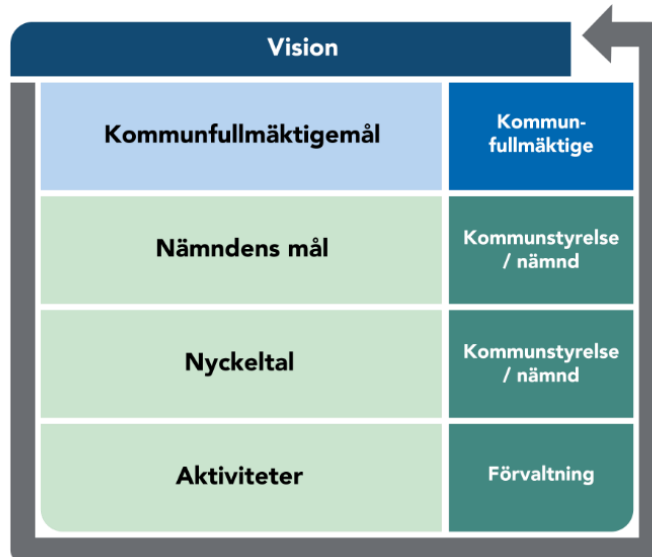 Vision
Kommunfullmäktigemål
Kommun-
fullmäktige
Nämndens mål
Kommunstyrelse
/ nämnd
Nyckeltal
Kommunstyrelse
/ nämnd
Aktiviteter
Förvaltning